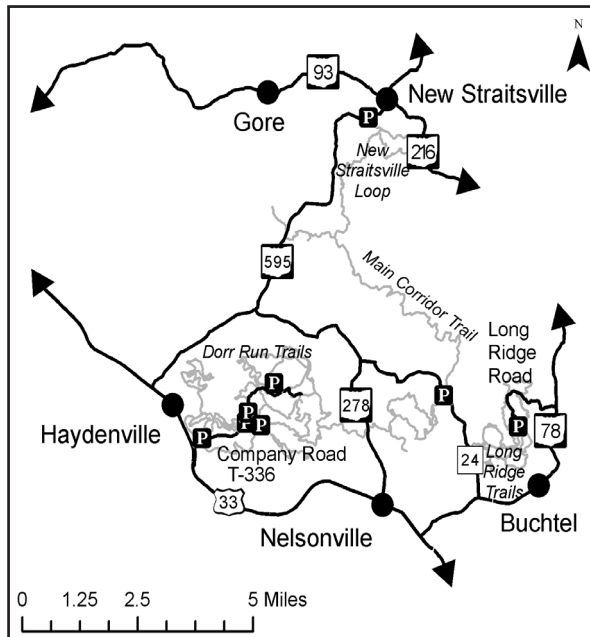 N
93
New Straitsville
Gore
P
216
New
Straitsville
Loop
595
Main Corridor Trail
Long
Ridge
Road
Dorr Run Trails
P
P
278
P
P
P
P
78
Haydenville
Company Road
T-336
24
Long
Ridge
Trails
33
Buchtel
Nelsonville
0 1.25 2.5 5 Miles